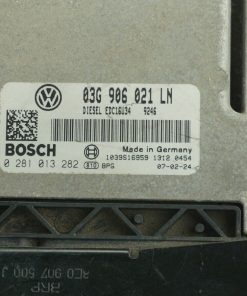 03G 906 021 LN
DIESEL EDC16U34 9246
BOSCH
Made in Germany
1039S16959 1312 0454
0 281 013 282
BPG
07-02-24